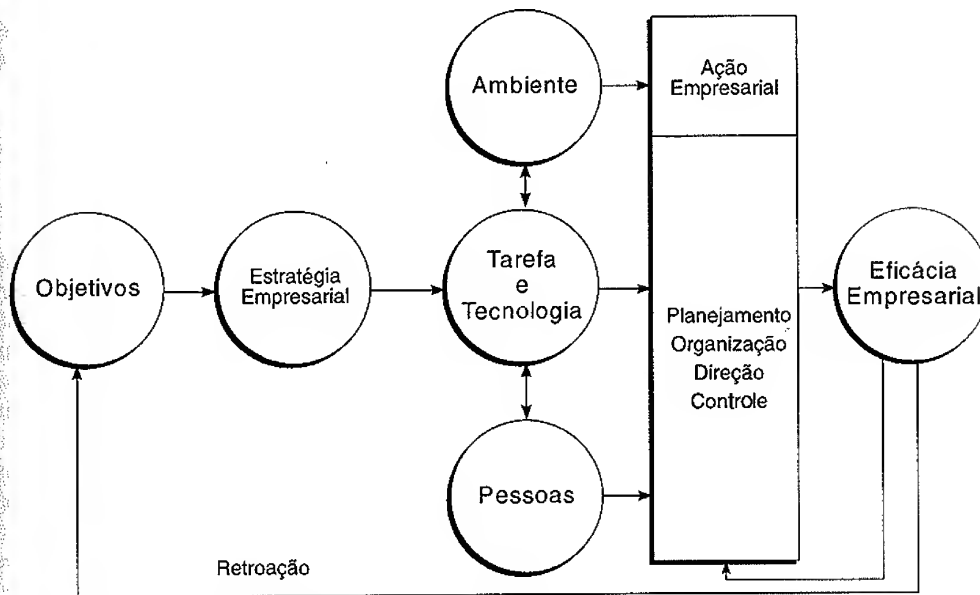 Ambiente
Ação
Empresarial
Objetivos
Estratégia
Empresarial
Tarefa
e
Tecnologia
Planejamento
Organização
Direção
Controle
Eficácia
Empresarial
Pessoas
Retroação